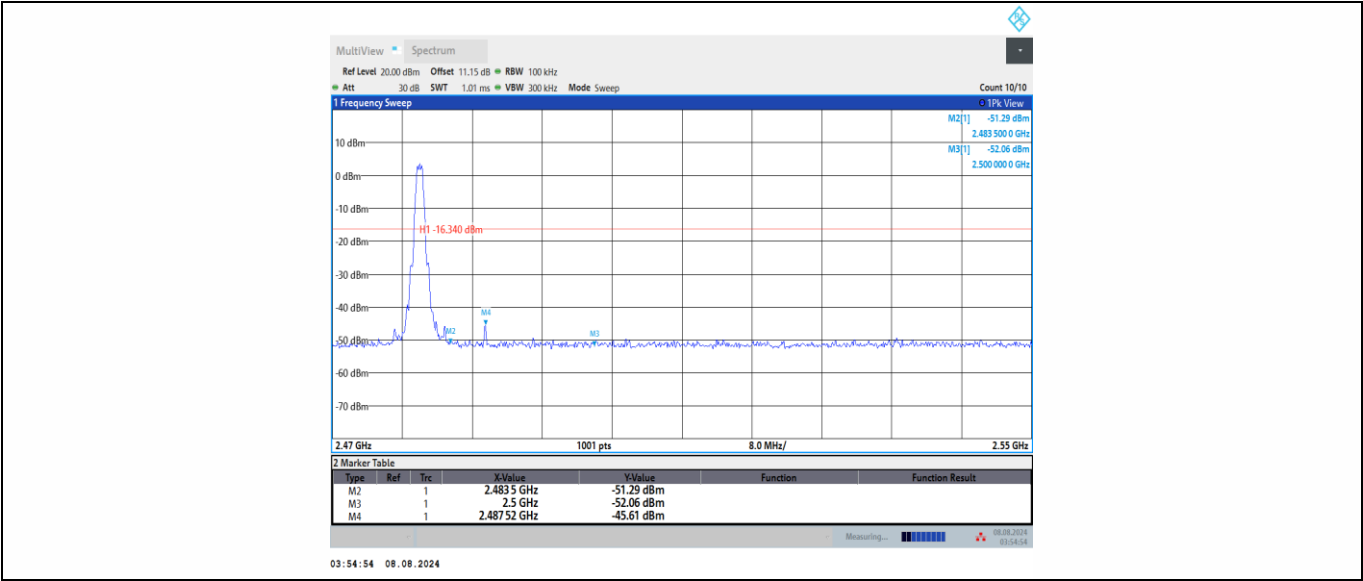 MultiView Spectrum
Ref Level 20.00 dBm Offset 11.15 dB RBW 100 kHz
Att 30 dB SWT 1.01 ms VBW 300 kHz Mode Sweep Count 10/10
1 Frequency Sweep 1Pk View
M2[1] -51.29 dBm
2.483 500 0 GHz
M3[1] -52.06 dBm
2.500 000 0 GHz
10 dBm
0 dBm
-10 dBm
H1 -16.340 dBm
-20 dBm
-30 dBm
-40 dBm
M4
M2 M3
-50 dBm
-60 dBm
-70 dBm
2.47 GHz 1001 pts 8.0 MHz/ 2.55 GHz
2 Marker Table
Type Ref Trc X-Value Y-Value Function Function Result
M2 1 2.483 5 GHz -51.29 dBm
M3 1 2.5 GHz -52.06 dBm
M4 1 2.487 52 GHz -45.61 dBm
Measuring... 08.08.2024
03:54:54
03:54:54 08.08.2024